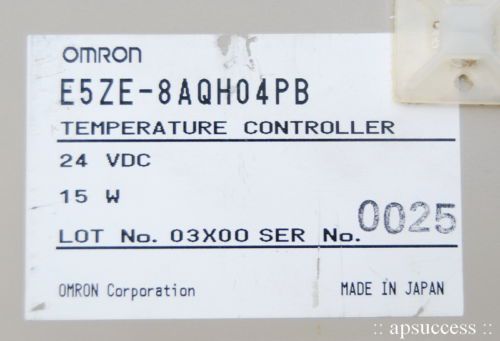 OMRON
E5ZE-8AQH04PB
TEMPERATURE CONTROLLER
24 VDC
15 W
LOT No. 03X00 SER No. 0025
OMRON Corporation MADE IN JAPAN
:: apsuccess ::